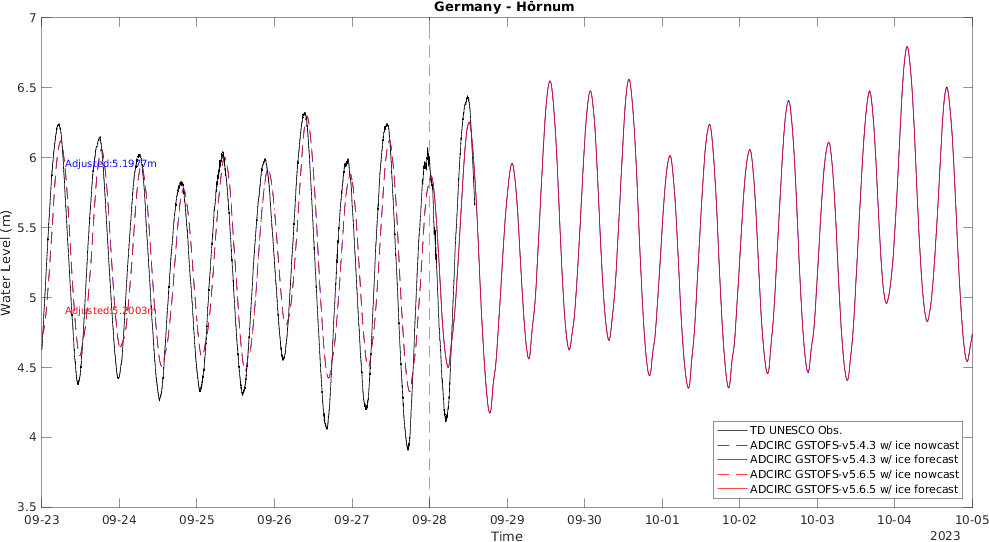 Germany - Hörnum
Water Level (m)
7
6.5
6
5.5
5
4.5
4
3.5
Adjusted:5.1977m
Adjusted:5.2003m
TD UNESCO Obs.
ADCIRC GSTOFS-v5.4.3 w/ ice nowcast
ADCIRC GSTOFS-v5.4.3 w/ ice forecast
ADCIRC GSTOFS-v5.6.5 w/ ice nowcast
ADCIRC GSTOFS-v5.6.5 w/ ice forecast
09-23 09-24 09-25 09-26 09-27 09-28 09-29 09-30 10-01 10-02 10-03 10-04 10-05
Time
2023